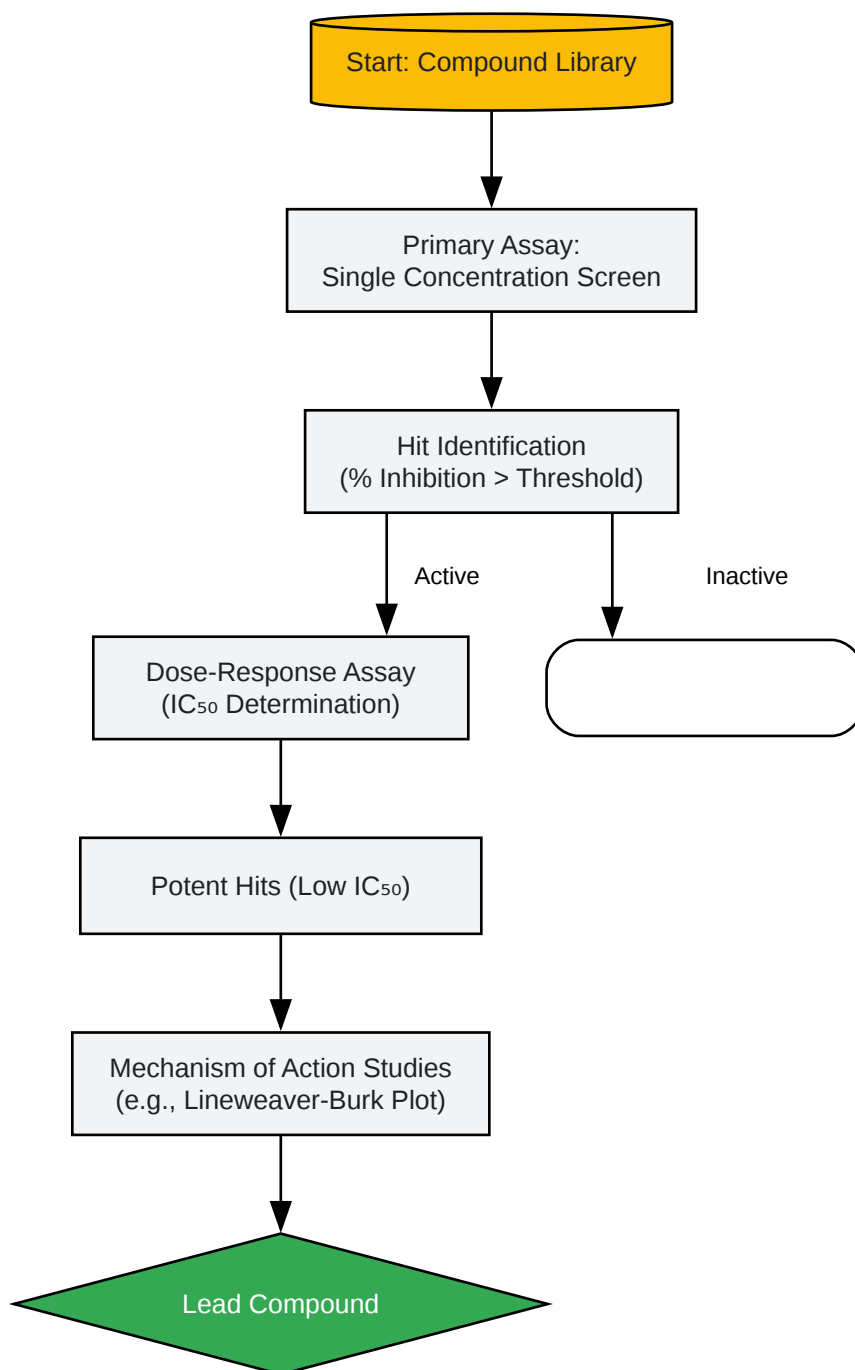 Start: Compound Library
Primary Assay:
Single Concentration Screen
Hit Identification
(% Inhibition > Threshold)
Active
Inactive
Dose-Response Assay
(IC₅₀ Determination)
Potent Hits (Low IC₅₀)
Mechanism of Action Studies
(e.g., Lineweaver-Burk Plot)
Lead Compound